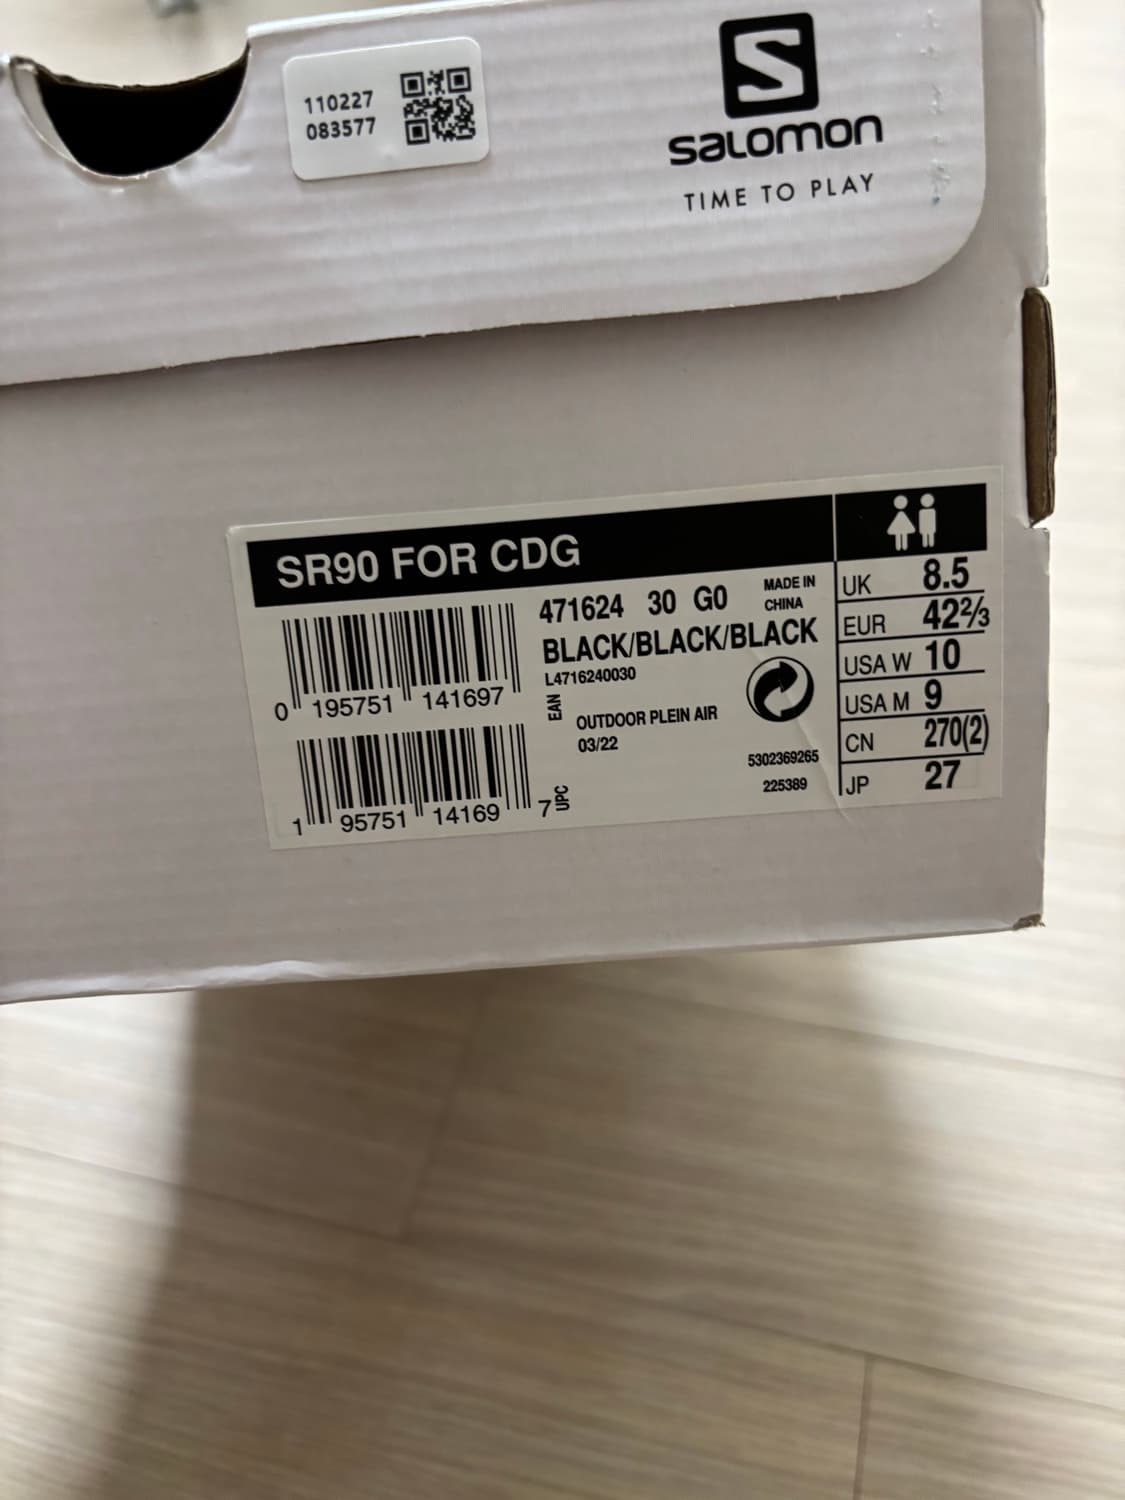 110227
083577
S
salomon
TIME TO PLAY
SR90 FOR CDG
471624 30 G0
MADE IN
CHINA
BLACK/BLACK/BLACK
L4716240030
EAN
OUTDOOR PLEIN AIR
03/22
5302369265
225389
0 195751 141697
1 95751 14169 7
UPC
UK 8.5
EUR 42⅔
USA W 10
USA M 9
CN 270(2)
JP 27